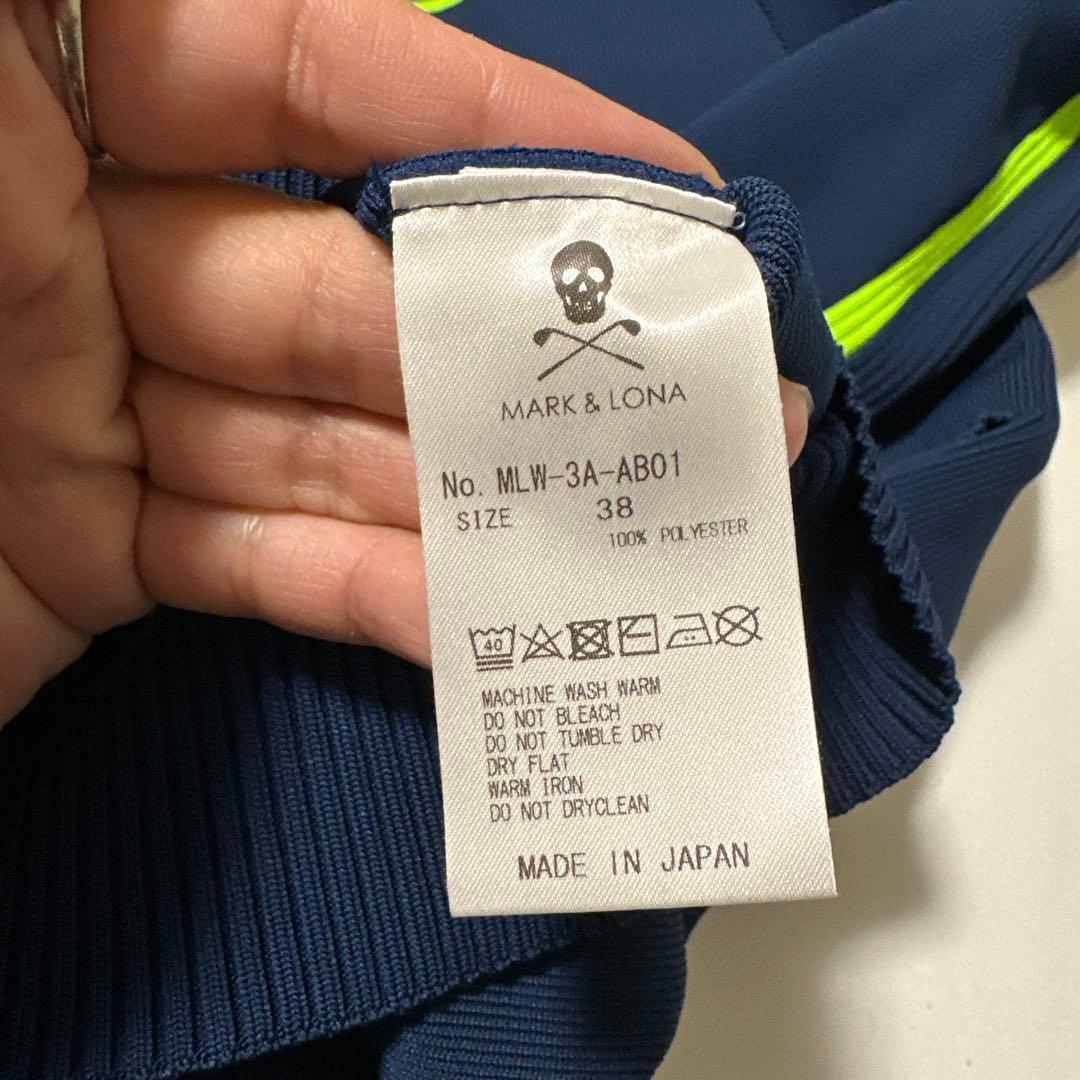 MARK & LONA
No. MLW-3A-AB01
SIZE 38
100% POLYESTER
40
MACHINE WASH WARM
DO NOT BLEACH
DO NOT TUMBLE DRY
DRY FLAT
WARM IRON
DO NOT DRYCLEAN
MADE IN JAPAN